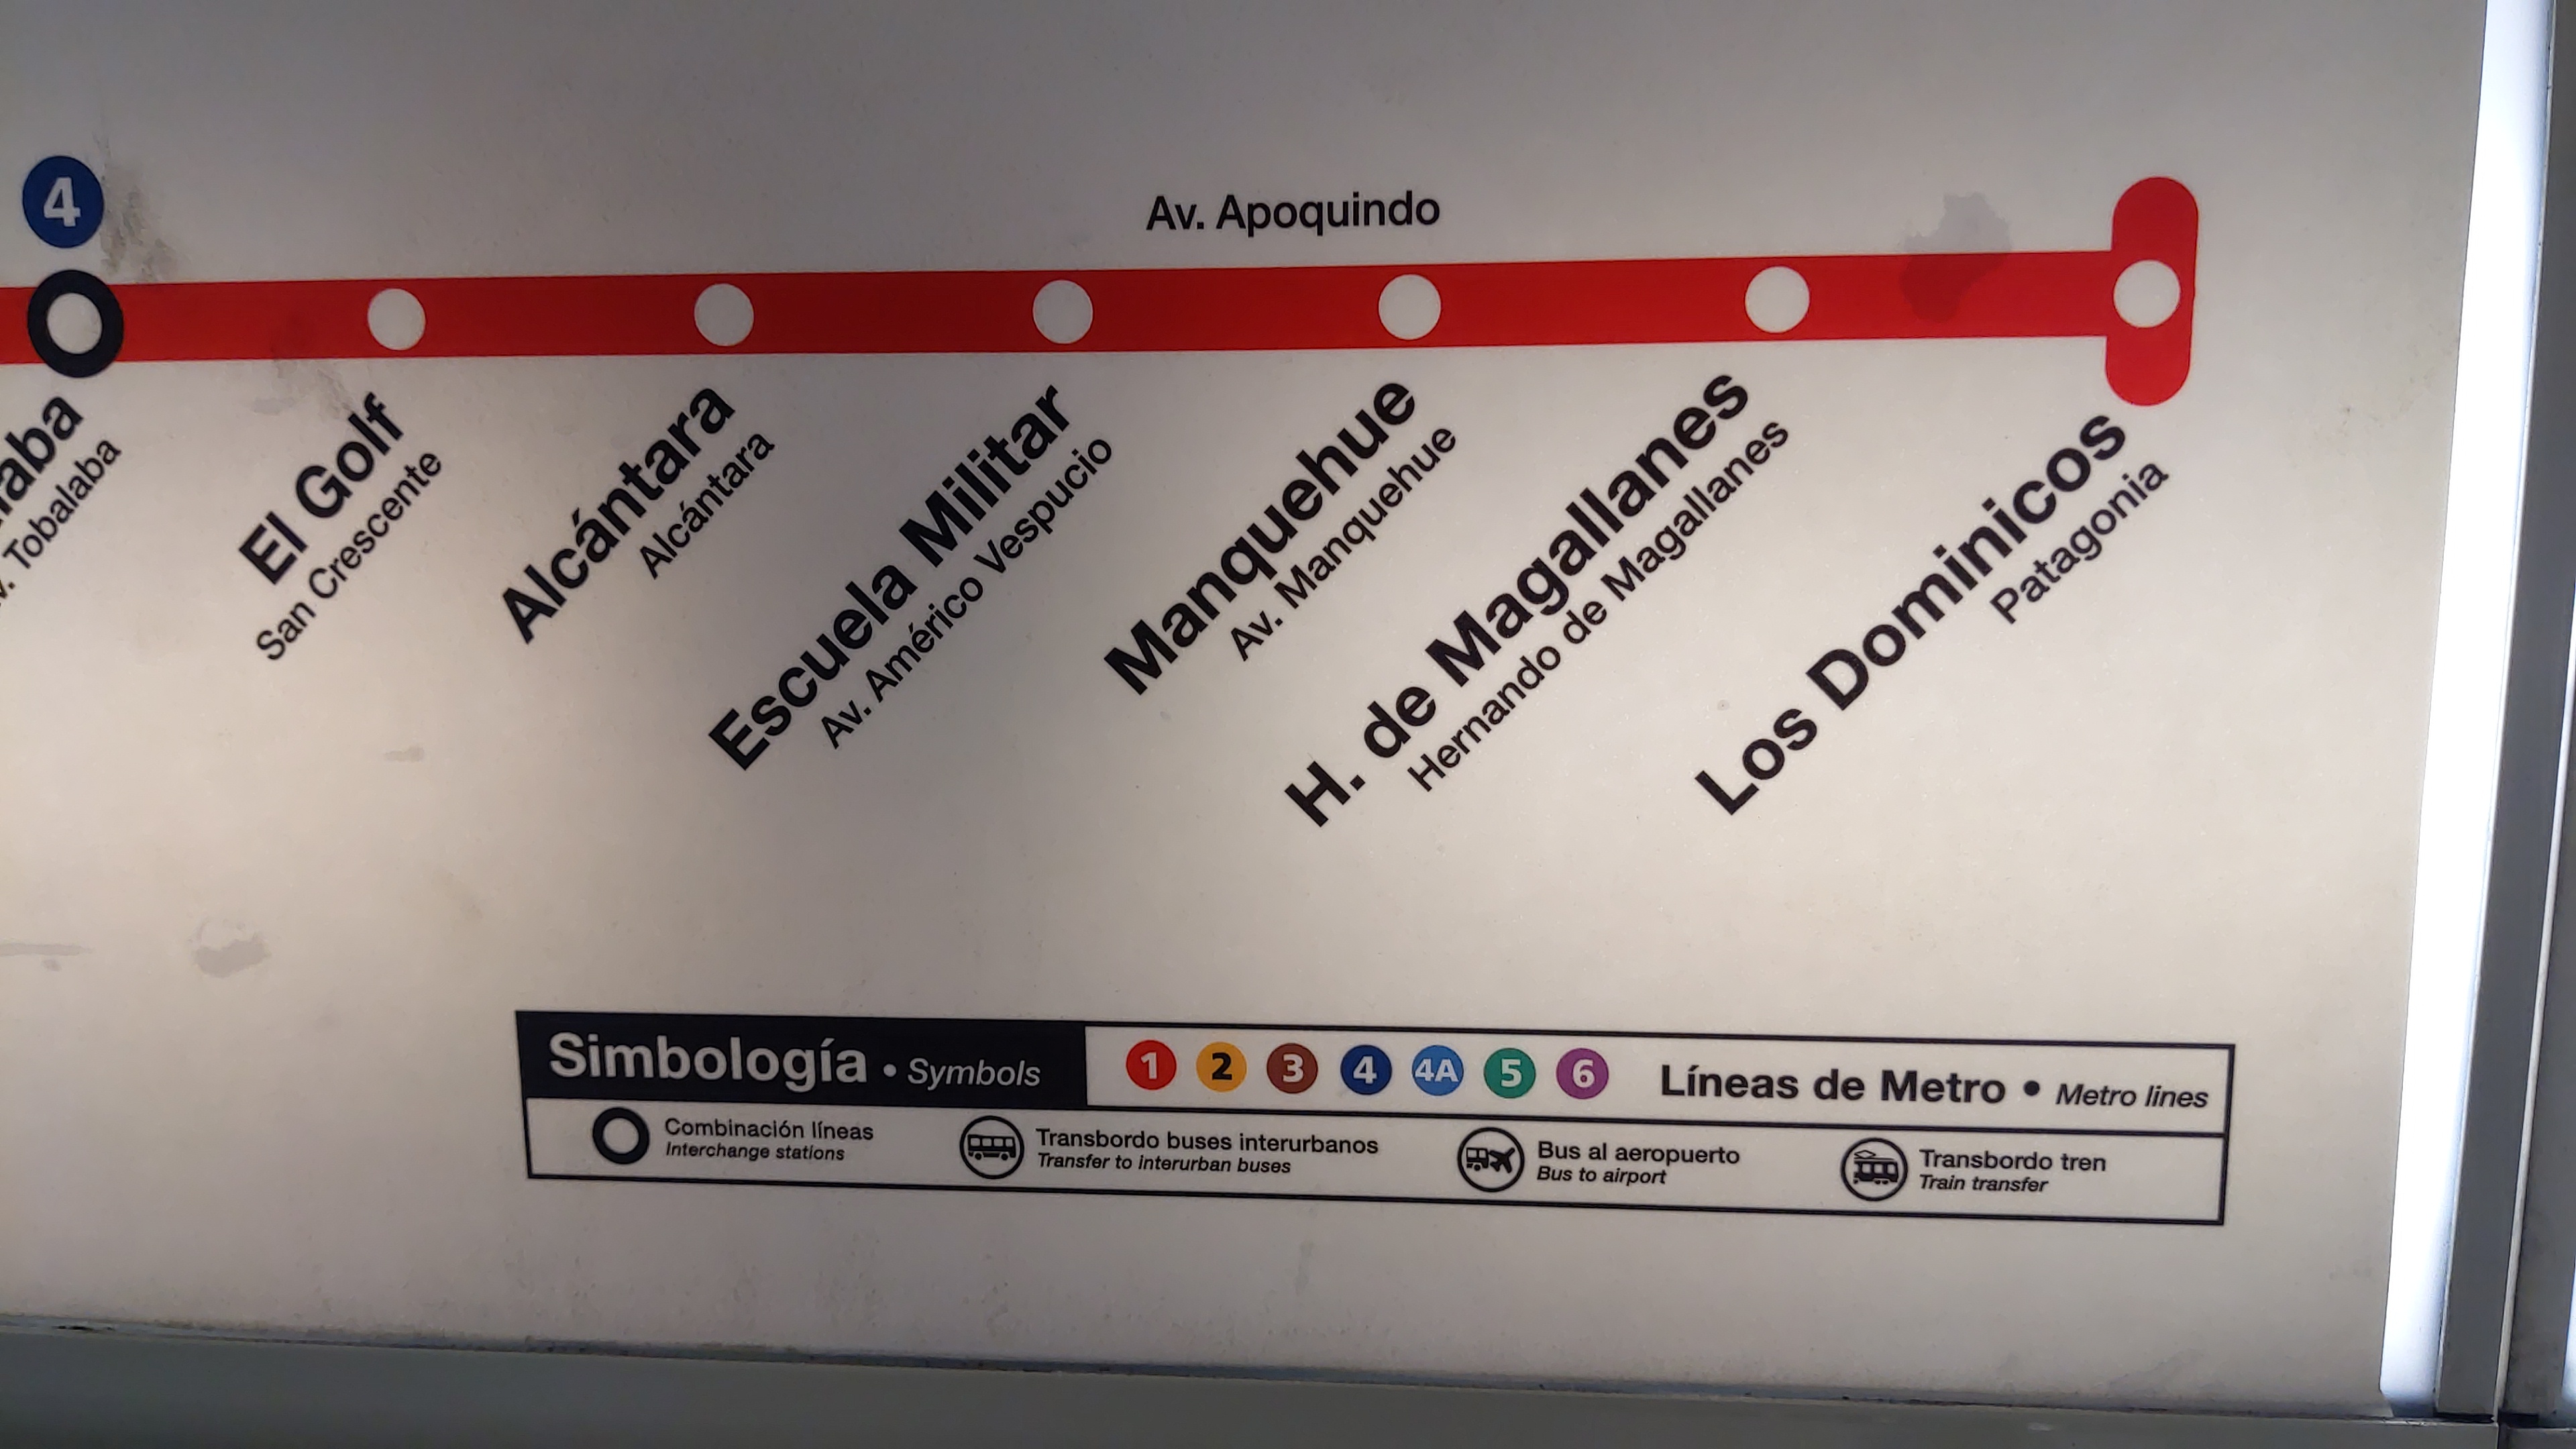 4
Av. Apoquindo
Tobalaba
El Golf
San Crescente
Alcántara
Alcántara
Escuela Militar
Av. Américo Vespucio
Manquehue
Av. Manquehue
H. de Magallanes
Hernando de Magallanes
Los Dominicos
Patagonia
Simbología • Symbols
1 2 3 4 4A 5 6 Líneas de Metro • Metro lines
Combinación líneas
Interchange stations
Transbordo buses interurbanos
Transfer to interurban buses
Bus al aeropuerto
Bus to airport
Transbordo tren
Train transfer